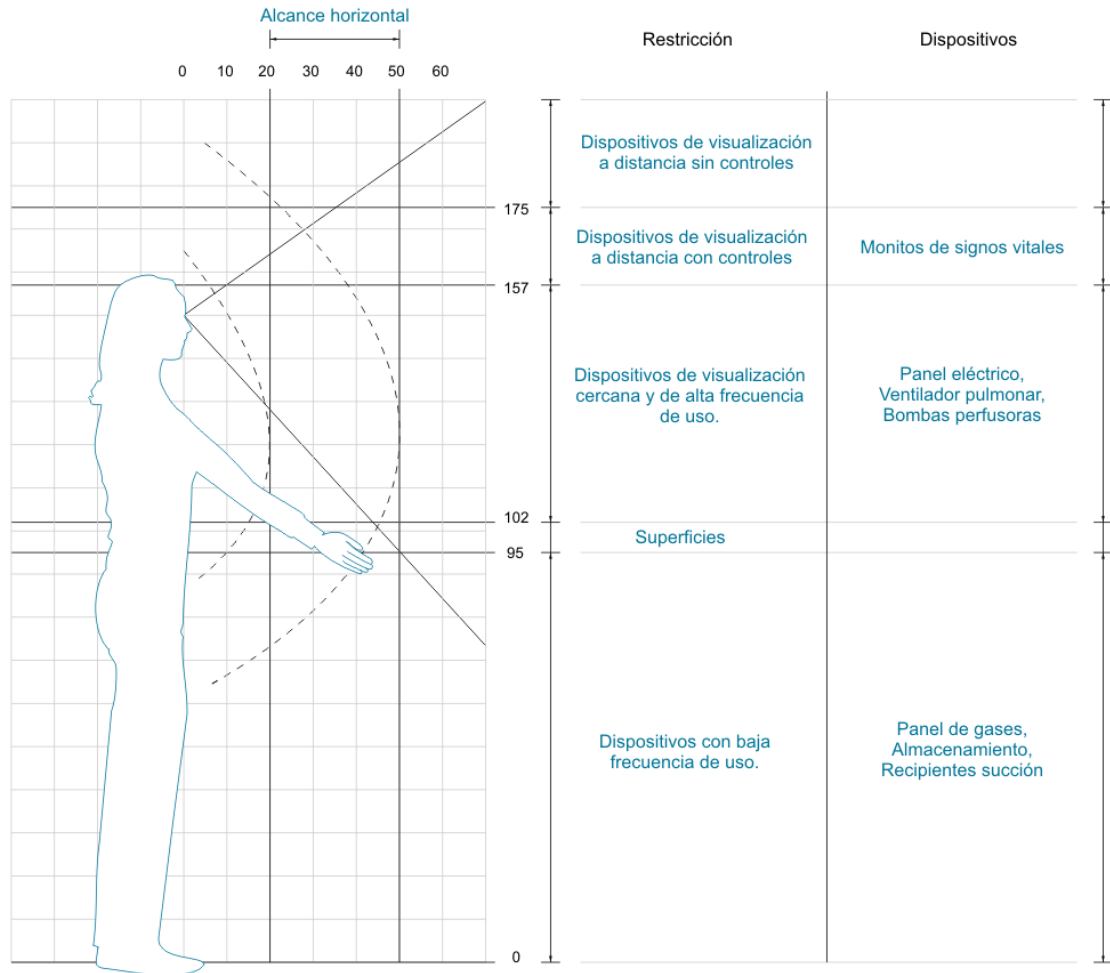 Alcance horizontal
Restricción
Dispositivos
0 10 20 30 40 50 60
Dispositivos de visualización
a distancia sin controles
175
Dispositivos de visualización
a distancia con controles
Monitos de signos vitales
157
Dispositivos de visualización
cercana y de alta frecuencia
de uso.
Panel eléctrico,
Ventilador pulmonar,
Bombas perfusoras
102
Superficies
95
Dispositivos con baja
frecuencia de uso.
Panel de gases,
Almacenamiento,
Recipientes succión
0